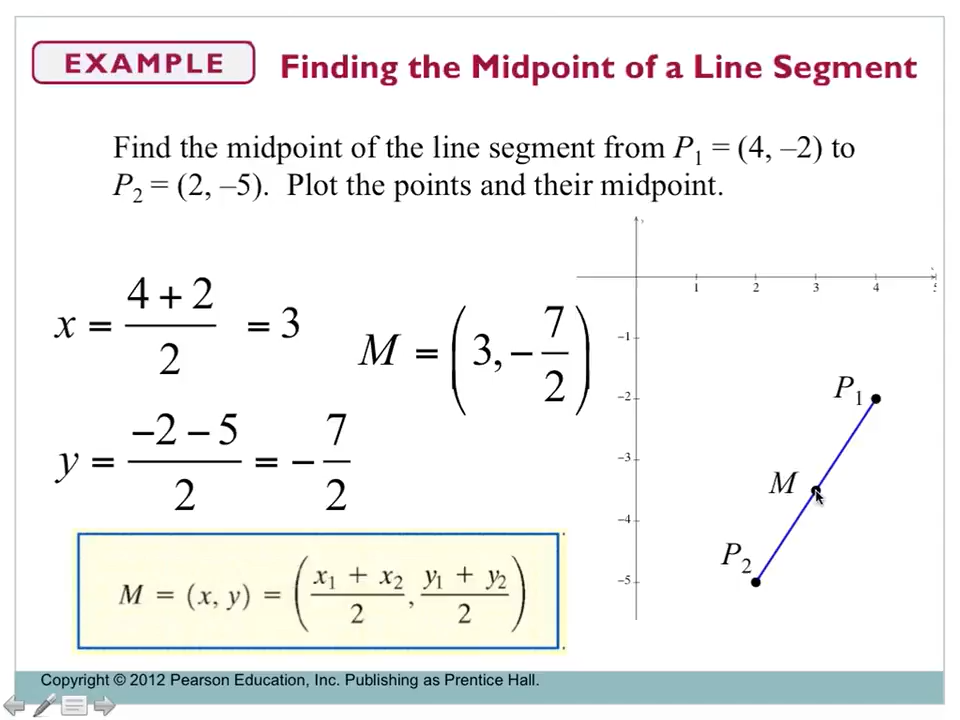 EXAMPLE Finding the Midpoint of a Line Segment
Find the midpoint of the line segment from P₁ = (4, –2) to
P₂ = (2, –5). Plot the points and their midpoint.
x = (4 + 2)/2 = 3
M = (3, −7/2)
y = (−2 − 5)/2 = −7/2
M = (x, y) = ((x₁ + x₂)/2, (y₁ + y₂)/2)
y
1 2 3 4 5
−1
−2
−3
−4
−5
P₁
M
P₂
Copyright © 2012 Pearson Education, Inc. Publishing as Prentice Hall.